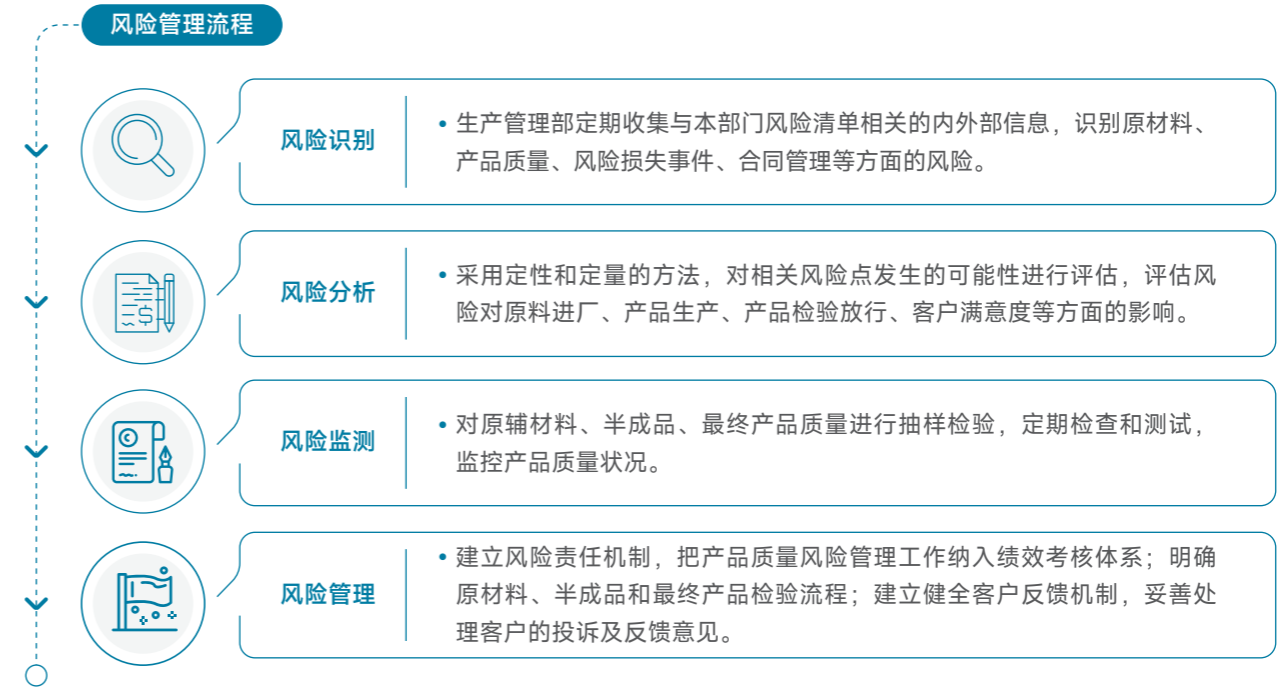 风险管理流程
风险识别
•生产管理部定期收集与本部门风险清单相关的内外部信息，识别原材料、
产品质量、风险损失事件、合同管理等方面的风险。
风险分析
•采用定性和定量的方法，对相关风险点发生的可能性进行评估，评估风
险对原料进厂、产品生产、产品检验放行、客户满意度等方面的影响。
风险监测
•对原辅材料、半成品、最终产品质量进行抽样检验，定期检查和测试，
监控产品质量状况。
风险管理
•建立风险责任机制，把产品质量风险管理工作纳入绩效考核体系；明确
原材料、半成品和最终产品检验流程；建立健全客户反馈机制，妥善处
理客户的投诉及反馈意见。